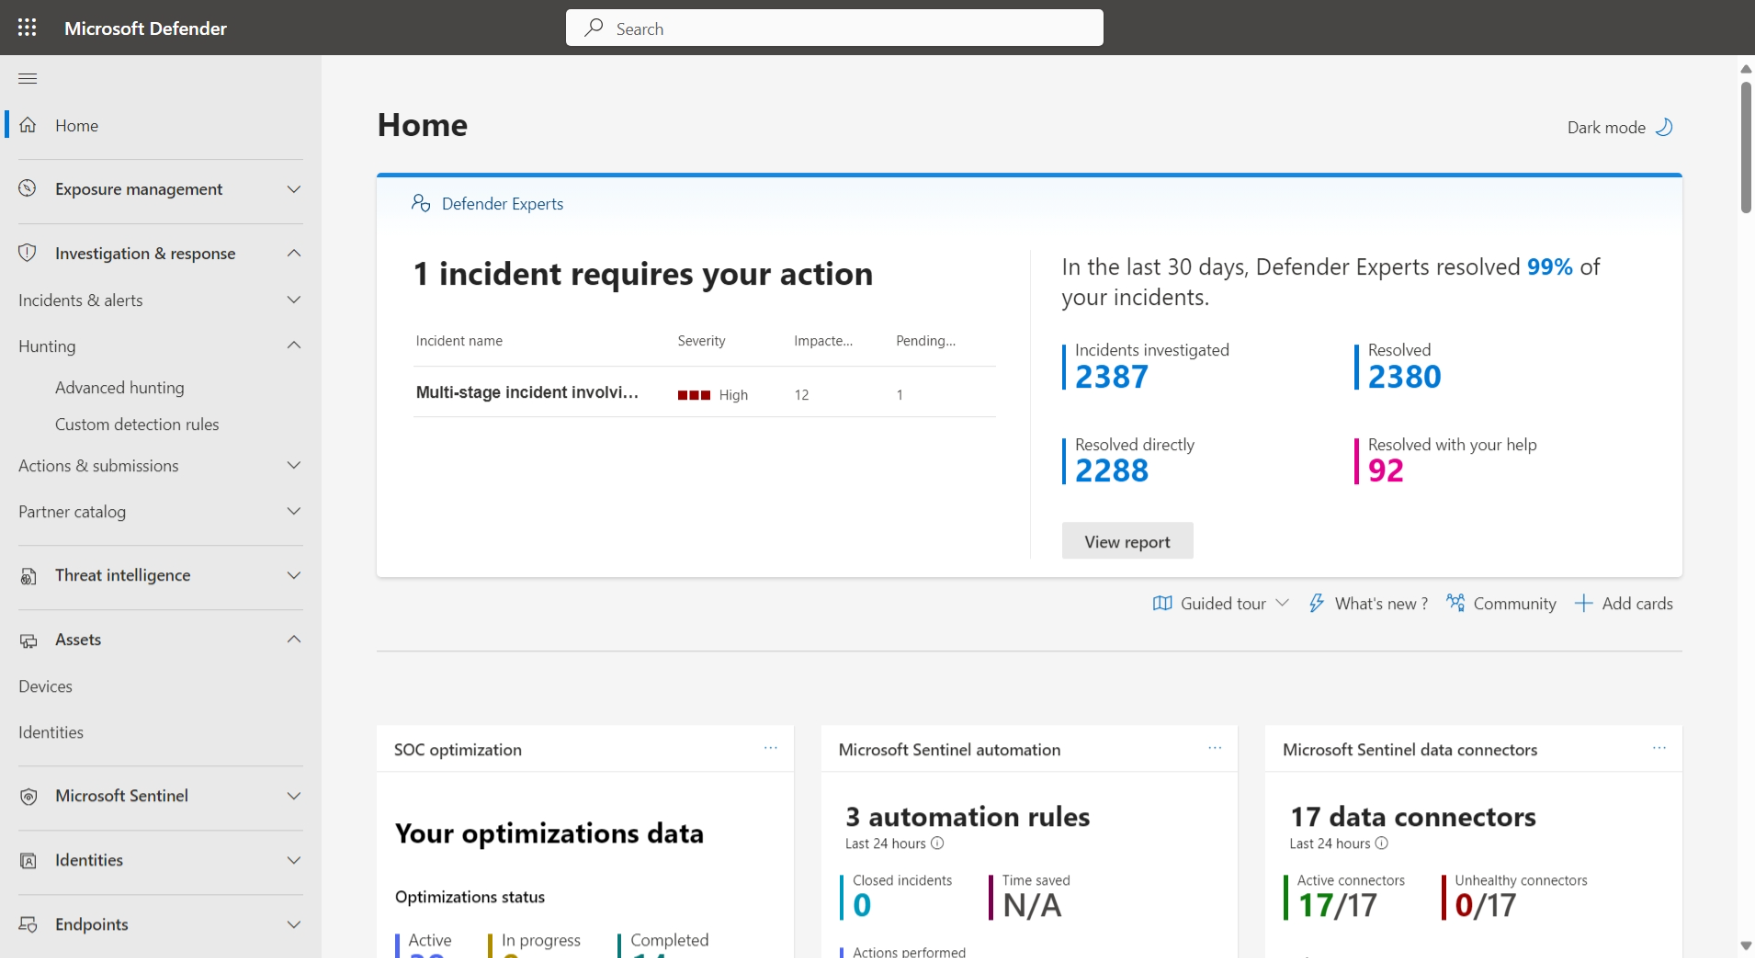 Microsoft Defender
Search
Home
Exposure management
Investigation & response
Incidents & alerts
Hunting
Advanced hunting
Custom detection rules
Actions & submissions
Partner catalog
Threat intelligence
Assets
Devices
Identities
Microsoft Sentinel
Identities
Endpoints
Home
Dark mode
Defender Experts
1 incident requires your action
Incident name Severity Impacte... Pending...
Multi-stage incident involvi... High 12 1
In the last 30 days, Defender Experts resolved 99% of
your incidents.
Incidents investigated
2387
Resolved
2380
Resolved directly
2288
Resolved with your help
92
View report
Guided tour What's new ? Community Add cards
SOC optimization ...
Your optimizations data
Optimizations status
Active In progress Completed
Microsoft Sentinel automation ...
3 automation rules
Last 24 hours
Closed incidents
0
Time saved
N/A
Actions performed
Microsoft Sentinel data connectors ...
17 data connectors
Last 24 hours
Active connectors
17/17
Unhealthy connectors
0/17